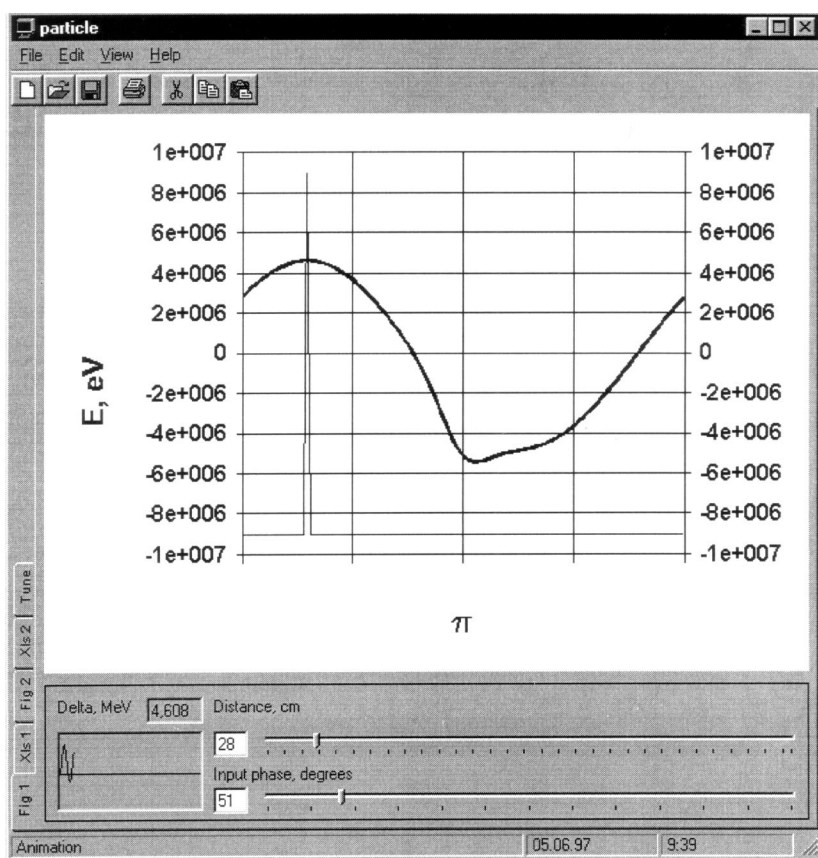 particle
File Edit View Help
1e+007 1e+007
8e+006 8e+006
6e+006 6e+006
4e+006 4e+006
2e+006 2e+006
0 0
-2e+006 -2e+006
-4e+006 -4e+006
-6e+006 -6e+006
-8e+006 -8e+006
-1e+007 -1e+007
E, eV
π
Tune
Xls 2
Fig 2
Xls 1
Fig 1
Delta, MeV 4,608 Distance, cm
28
Input phase, degrees
51
Animation 05.06.97 9:39